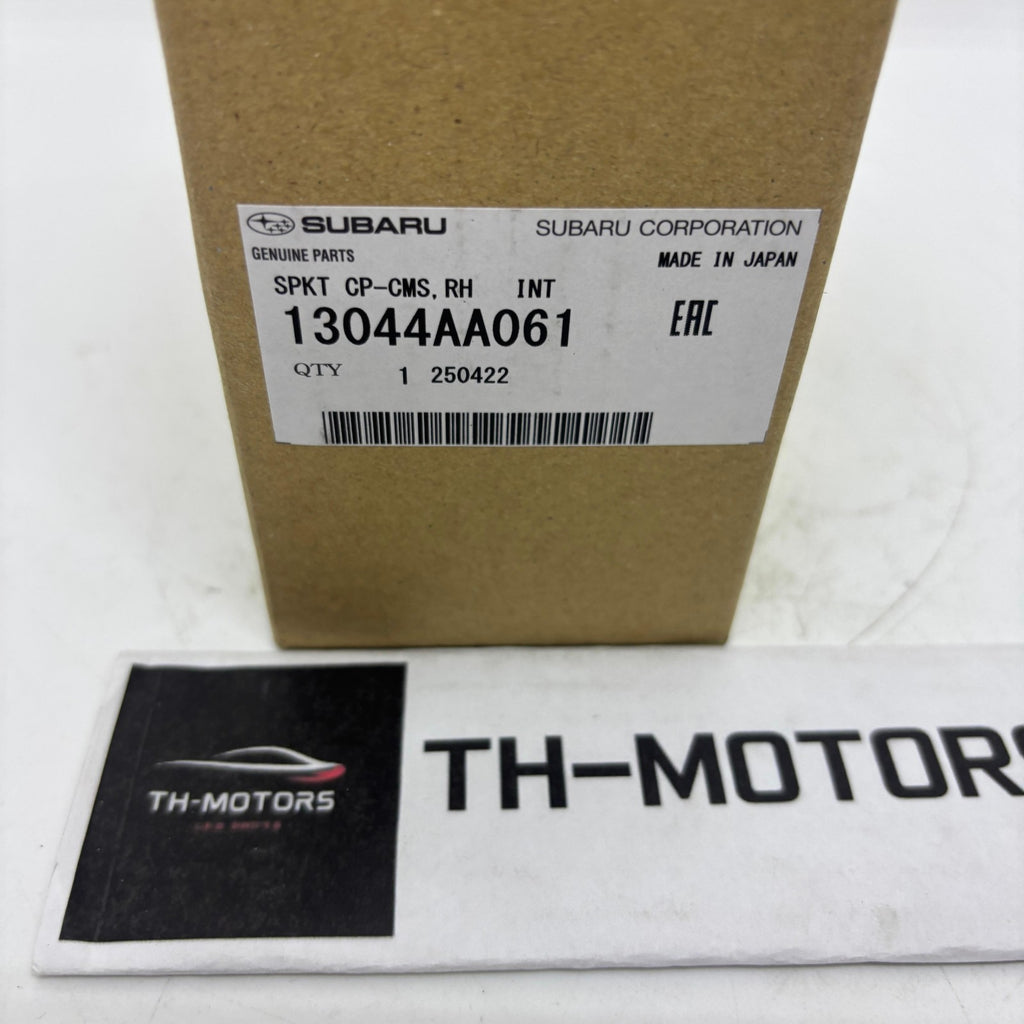 SUBARU SUBARU CORPORATION
GENUINE PARTS MADE IN JAPAN
SPKT CP-CMS, RH INT
13044AA061 EAC
QTY 1 250422
TH-MOTORS
TH-MOTORS